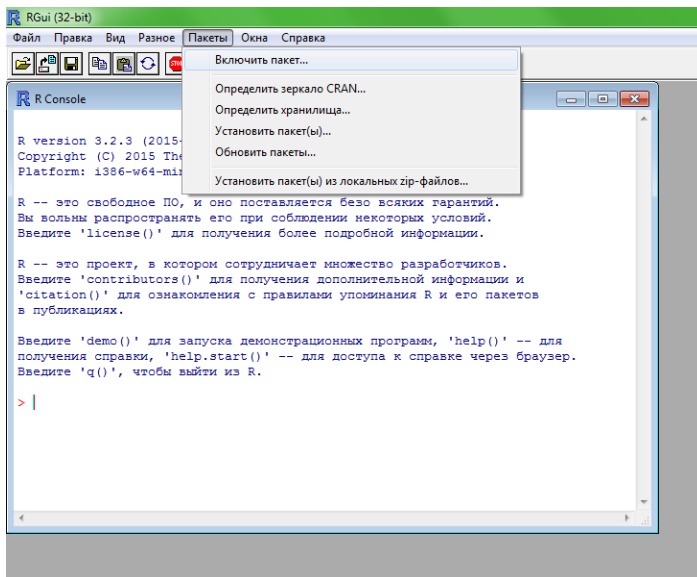 RGui (32-bit)
Файл Правка Вид Разное Пакеты Окна Справка
Включить пакет...
Определить зеркало CRAN...
Определить хранилища...
Установить пакет(ы)...
Обновить пакеты...
Установить пакет(ы) из локальных zip-файлов...
R Console
R version 3.2.3 (2015-
Copyright (C) 2015 The
Platform: i386-w64-min
R -- это свободное ПО, и оно поставляется безо всяких гарантий.
Вы вольны распространять его при соблюдении некоторых условий.
Введите 'license()' для получения более подробной информации.
R -- это проект, в котором сотрудничает множество разработчиков.
Введите 'contributors()' для получения дополнительной информации и
'citation()' для ознакомления с правилами упоминания R и его пакетов
в публикациях.
Введите 'demo()' для запуска демонстрационных программ, 'help()' -- для
получения справки, 'help.start()' -- для доступа к справке через браузер.
Введите 'q()', чтобы выйти из R.
>